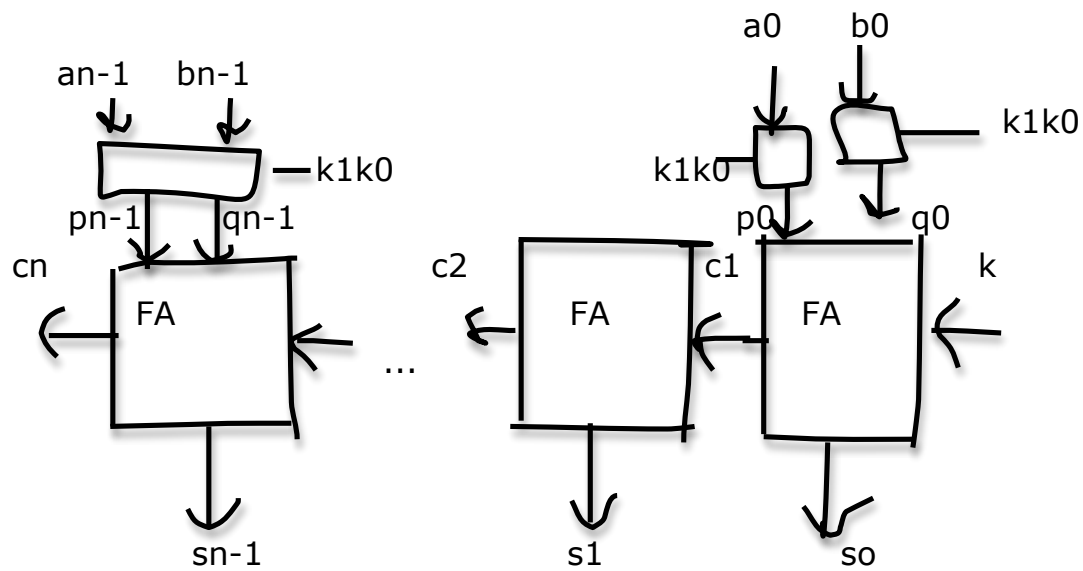 a0
b0
an-1
bn-1
k1k0
k1k0
k1k0
pn-1
qn-1
p0
q0
cn
c2
c1
k
FA
FA
FA
...
sn-1
s1
so